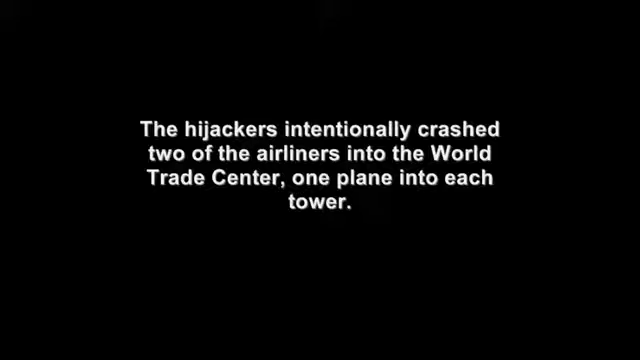 The hijackers intentionally crashed
two of the airliners into the World
Trade Center, one plane into each
tower.